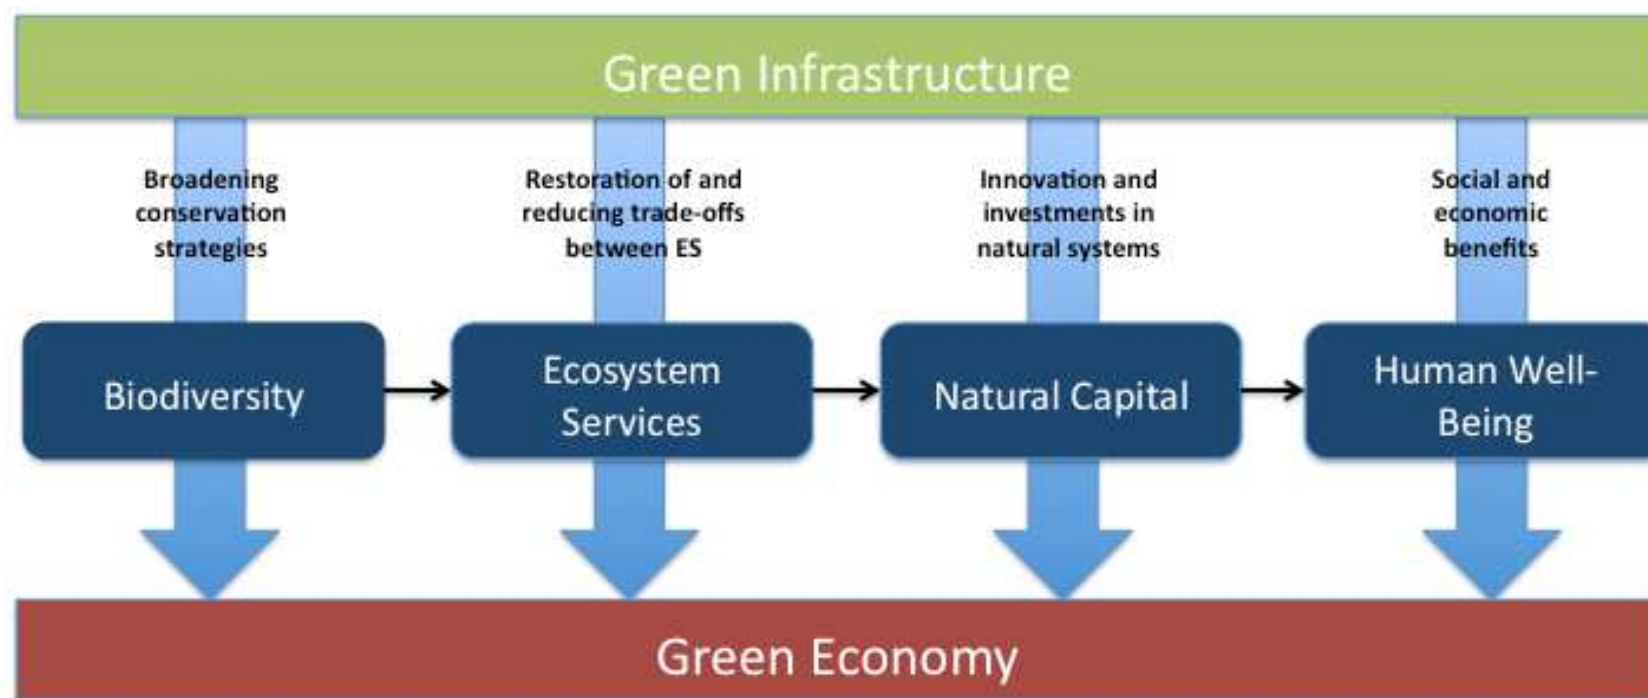 Green Infrastructure
Broadening
conservation
strategies
Restoration of and
reducing trade-offs
between ES
Innovation and
investments in
natural systems
Social and
economic
benefits
Biodiversity
Ecosystem
Services
Natural Capital
Human Well-
Being
Green Economy